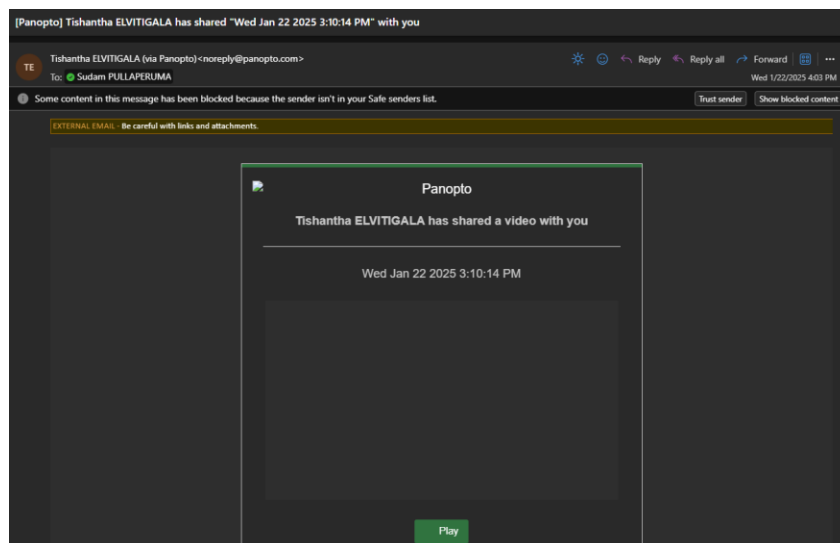 [Panopto] Tishantha ELVITIGALA has shared "Wed Jan 22 2025 3:10:14 PM" with you
TE
Tishantha ELVITIGALA (via Panopto)<noreply@panopto.com>
Reply
Reply all
Forward
To: Sudam PULLAPERUMA
Wed 1/22/2025 4:03 PM
Some content in this message has been blocked because the sender isn't in your Safe senders list.
Trust sender
Show blocked content
EXTERNAL EMAIL - Be careful with links and attachments.
Panopto
Tishantha ELVITIGALA has shared a video with you
Wed Jan 22 2025 3:10:14 PM
Play